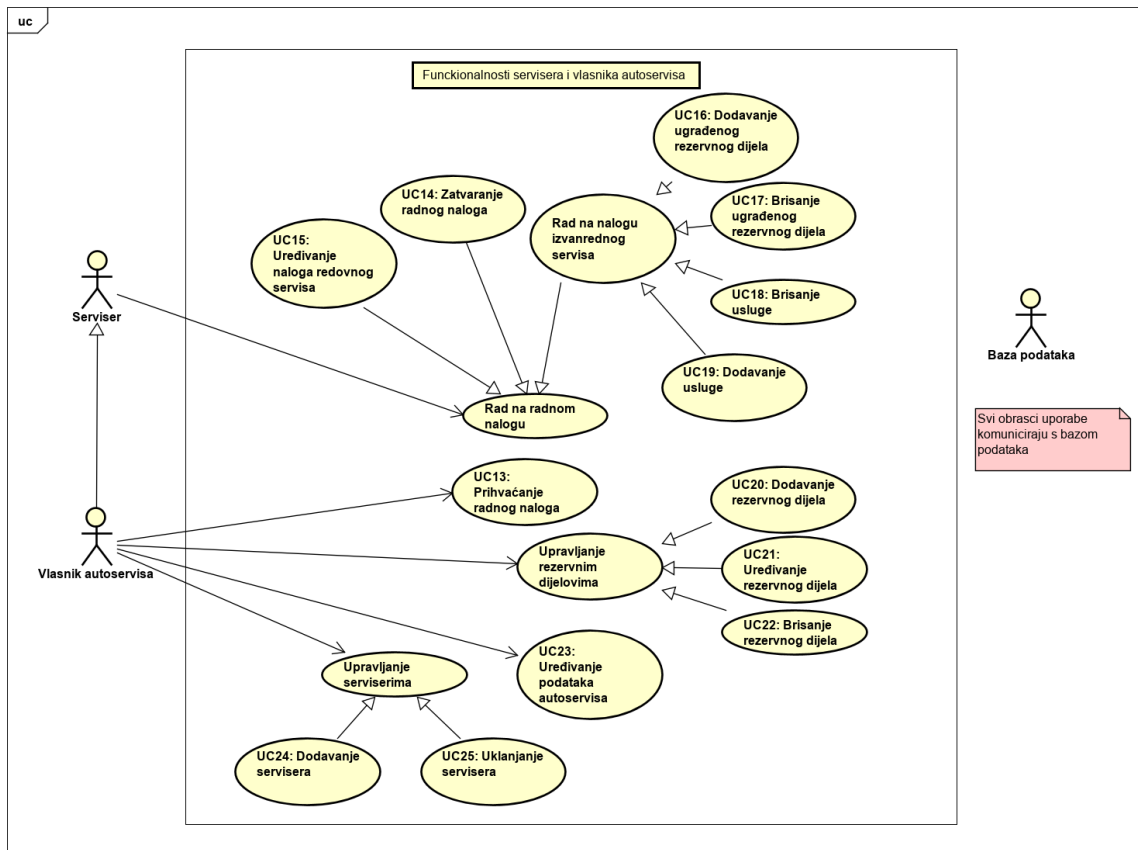 uc
Funckionalnosti servisera i vlasnika autoservisa
UC16: Dodavanje
ugrađenog
rezervnog dijela
UC14: Zatvaranje
radnog naloga
UC17: Brisanje
ugrađenog
rezervnog dijela
Rad na nalogu
izvanrednog
servisa
UC15:
Uređivanje
naloga redovnog
servisa
UC18: Brisanje
usluge
Serviser
Baza podataka
UC19: Dodavanje
usluge
Rad na radnom
nalogu
Svi obrasci uporabe
komuniciraju s bazom
podataka
UC13:
Prihvaćanje
radnog naloga
UC20: Dodavanje
rezervnog dijela
Vlasnik autoservisa
Upravljanje
rezervnim
dijelovima
UC21:
Uređivanje
rezervnog dijela
UC22: Brisanje
rezervnog dijela
UC23:
Uređivanje
podataka
autoservisa
Upravljanje
serviserima
UC24: Dodavanje
servisera
UC25: Uklanjanje
servisera